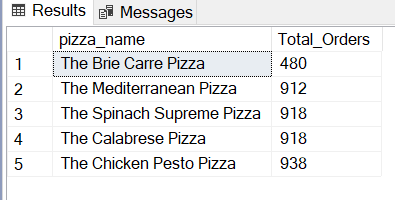 Results Messages
pizza_name Total_Orders
1 The Brie Carre Pizza 480
2 The Mediterranean Pizza 912
3 The Spinach Supreme Pizza 918
4 The Calabrese Pizza 918
5 The Chicken Pesto Pizza 938